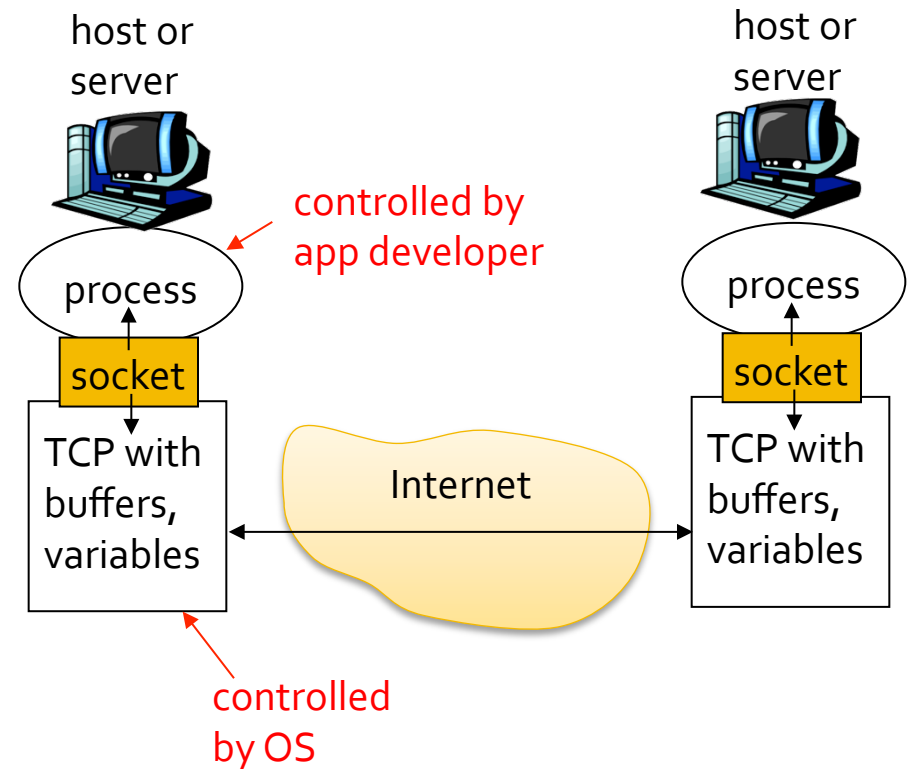 host or
server
host or
server
controlled by
app developer
process
process
socket
socket
TCP with
buffers,
variables
Internet
TCP with
buffers,
variables
controlled
by OS